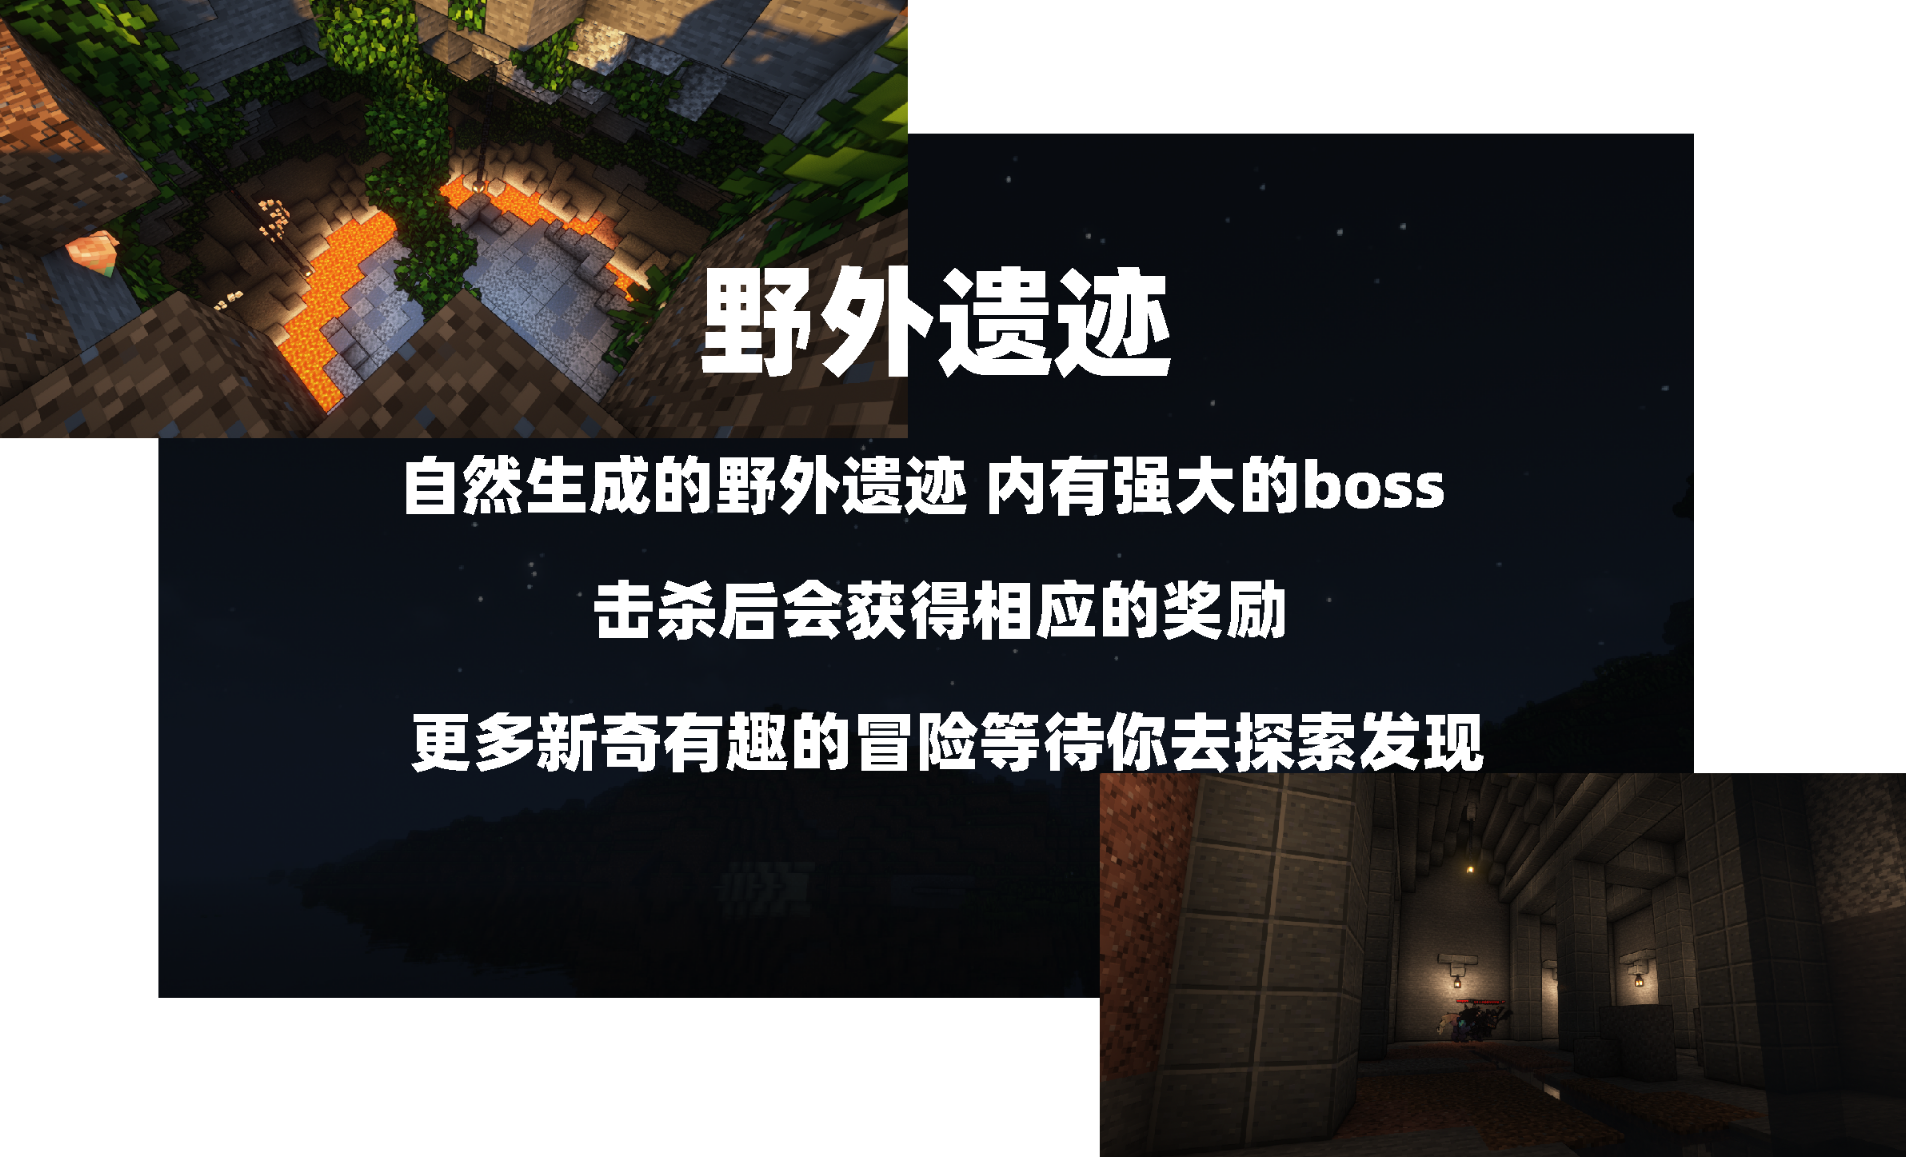 野外遗迹
自然生成的野外遗迹 内有强大的boss
击杀后会获得相应的奖励
更多新奇有趣的冒险等待你去探索发现